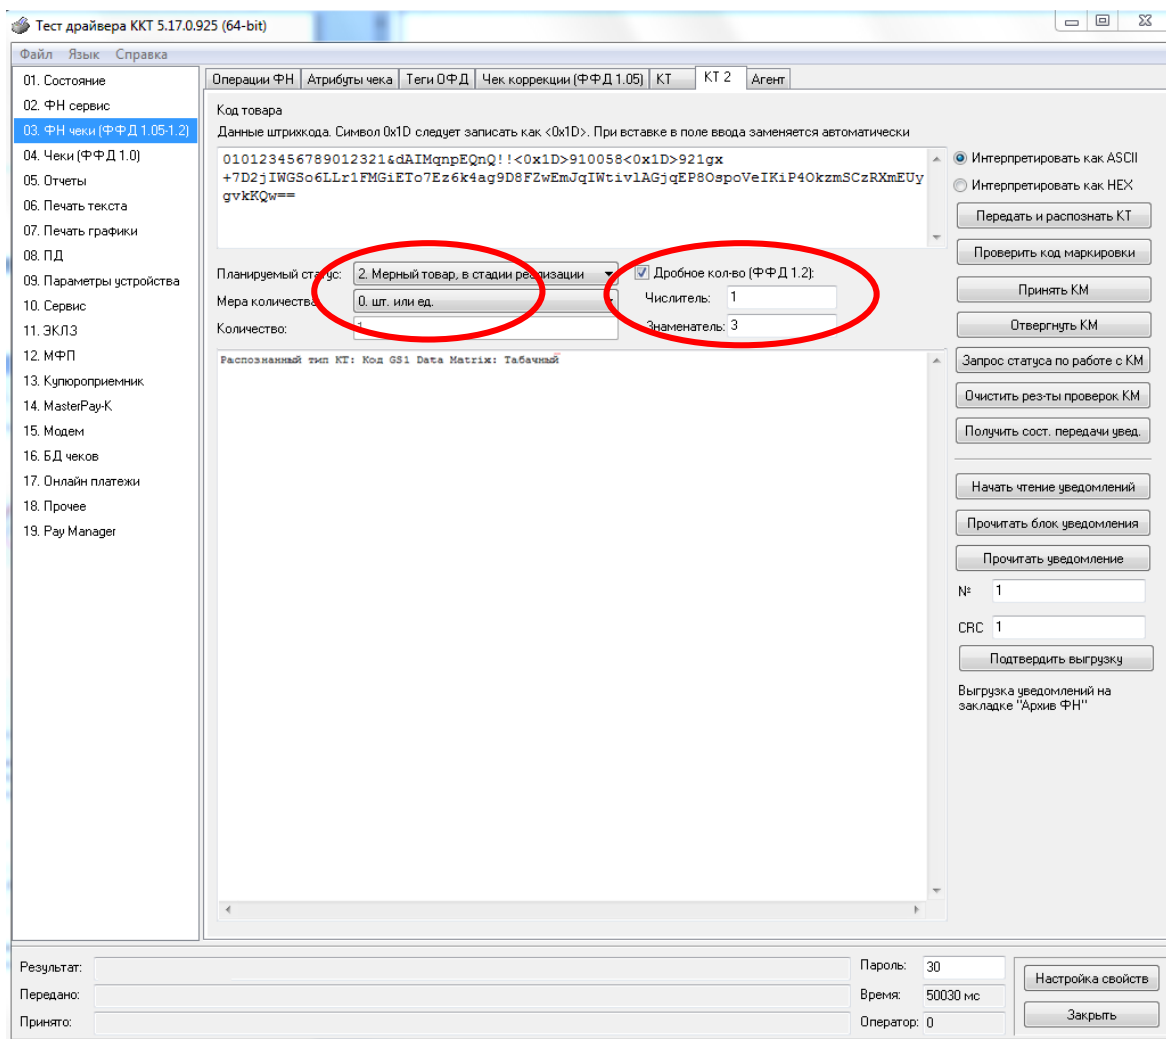 Тест драйвера ККТ 5.17.0.925 (64-bit)
Файл Язык Справка
01. Состояние
02. ФН сервис
03. ФН чеки (ФФД 1.05-1.2)
04. Чеки (ФФД 1.0)
05. Отчеты
06. Печать текста
07. Печать графики
08. ПД
09. Параметры устройства
10. Сервис
11. ЭКЛЗ
12. МФП
13. Купюроприемник
14. MasterPay-K
15. Модем
16. БД чеков
17. Онлайн платежи
18. Прочее
19. Pay Manager
Операции ФН Атрибуты чека Теги ОФД Чек коррекции (ФФД 1.05) КТ КТ 2 Агент
Код товара
Данные штрихкода. Символ 0x1D следует записать как <0x1D>. При вставке в поле ввода заменяется автоматически
010123456789012321&dAIMqnpEQnQ!!<0x1D>910058<0x1D>921gx
+7D2jIWGSo6LLr1FMGiETo7Ez6k4ag9D8FZwEmJqIWtivlAGjqEP8OspoVeIKiP4OkzmSCzRXmEUy
gvkKQw==
Планируемый статус: 2. Мерный товар, в стадии реализации
Мера количества 0. шт. или ед.
Количество: 1
Дробное кол-во (ФФД 1.2):
Числитель: 1
Знаменатель: 3
Распознанный тип КТ: Код GS1 Data Matrix: Табачный
Интерпретировать как ASCII
Интерпретировать как HEX
Передать и распознать КТ
Проверить код маркировки
Принять КМ
Отвергнуть КМ
Запрос статуса по работе с КМ
Очистить рез-ты проверок КМ
Получить сост. передачи увед.
Начать чтение уведомлений
Прочитать блок уведомления
Прочитать уведомление
№ 1
CRC 1
Подтвердить выгрузку
Выгрузка уведомлений на
закладке "Архив ФН"
Результат:
Передано:
Принято:
Пароль: 30
Время: 50030 мс
Оператор: 0
Настройка свойств
Закрыть